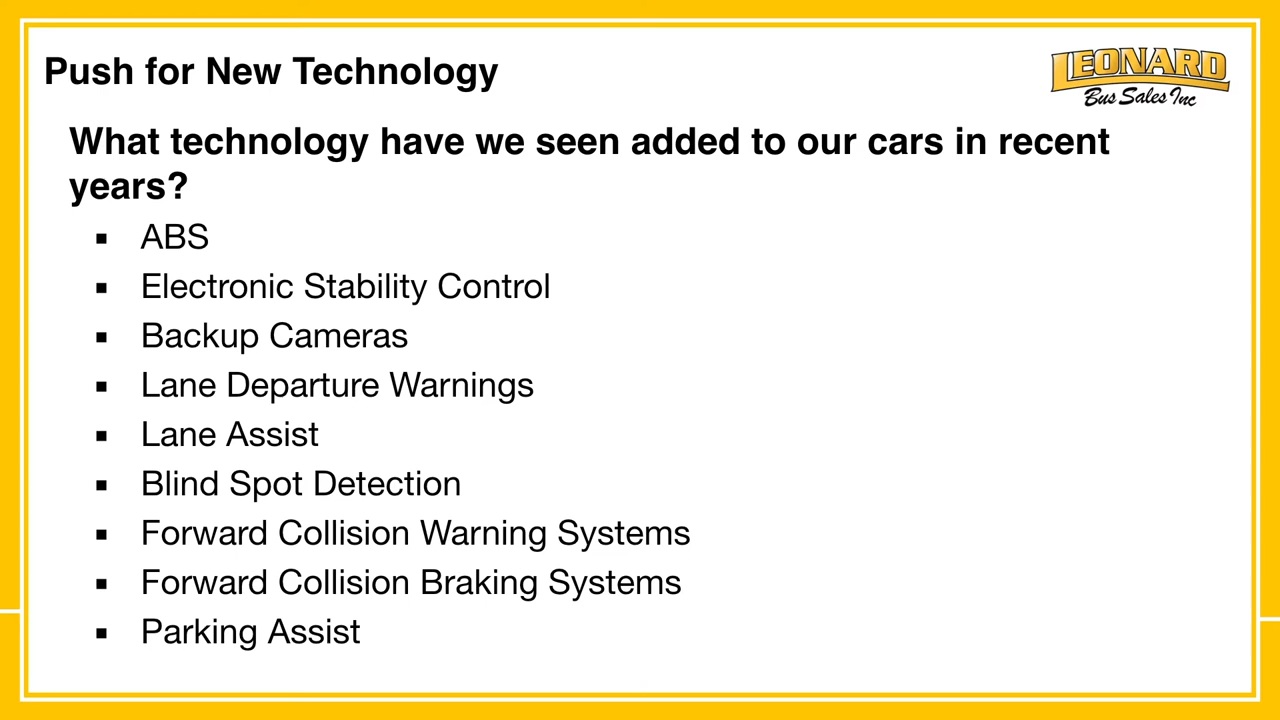 Push for New Technology
LEONARD
Bus Sales Inc
What technology have we seen added to our cars in recent
years?
▪ ABS
▪ Electronic Stability Control
▪ Backup Cameras
▪ Lane Departure Warnings
▪ Lane Assist
▪ Blind Spot Detection
▪ Forward Collision Warning Systems
▪ Forward Collision Braking Systems
▪ Parking Assist